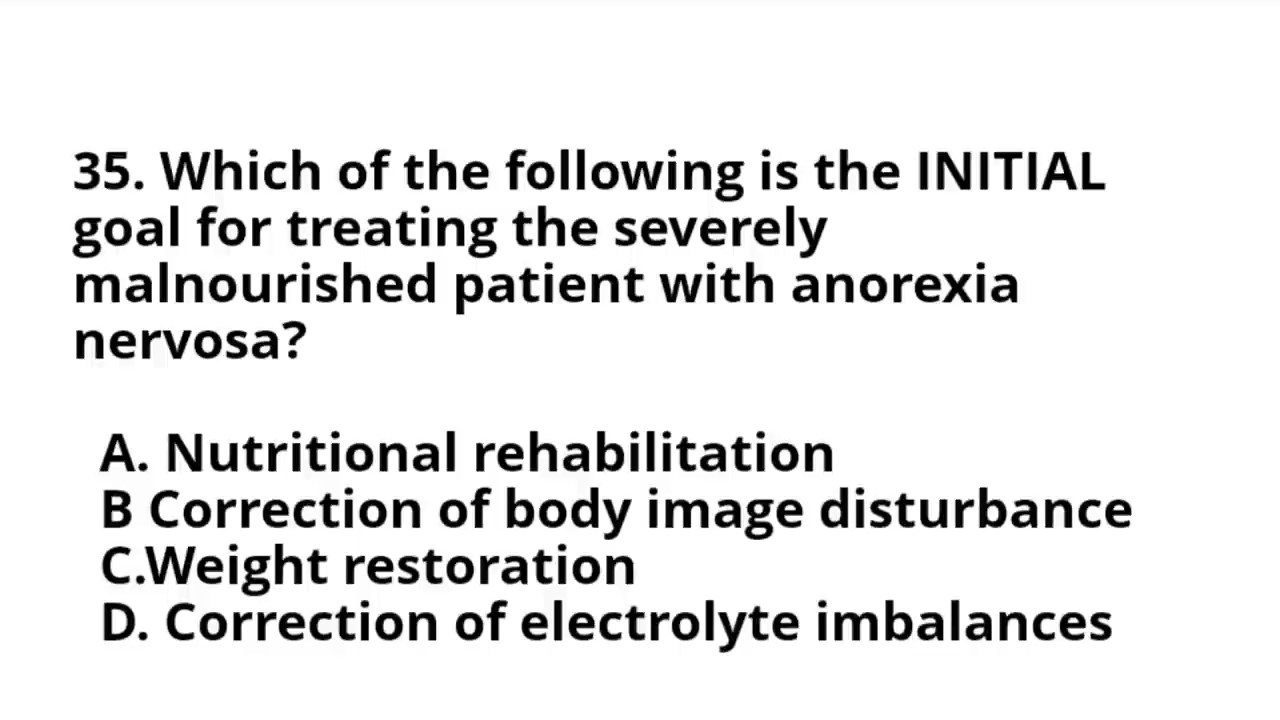 35. Which of the following is the INITIAL
goal for treating the severely
malnourished patient with anorexia
nervosa?
A. Nutritional rehabilitation
B Correction of body image disturbance
C.Weight restoration
D. Correction of electrolyte imbalances